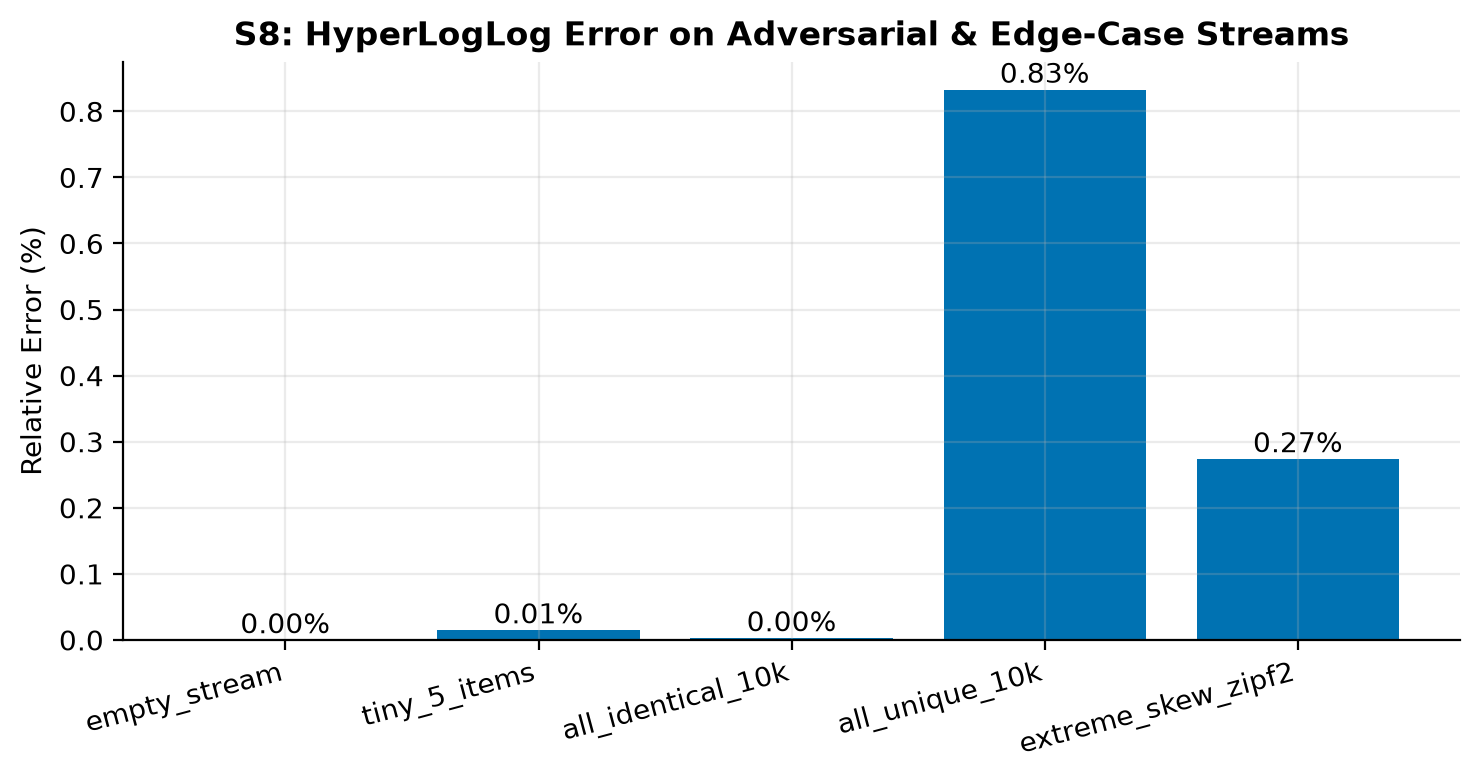 S8: HyperLogLog Error on Adversarial & Edge-Case Streams
Relative Error (%)
0.8
0.7
0.6
0.5
0.4
0.3
0.2
0.1
0.0
0.00%
0.01%
0.00%
0.83%
0.27%
empty_stream
tiny_5_items
all_identical_10k
all_unique_10k
extreme_skew_zipf2